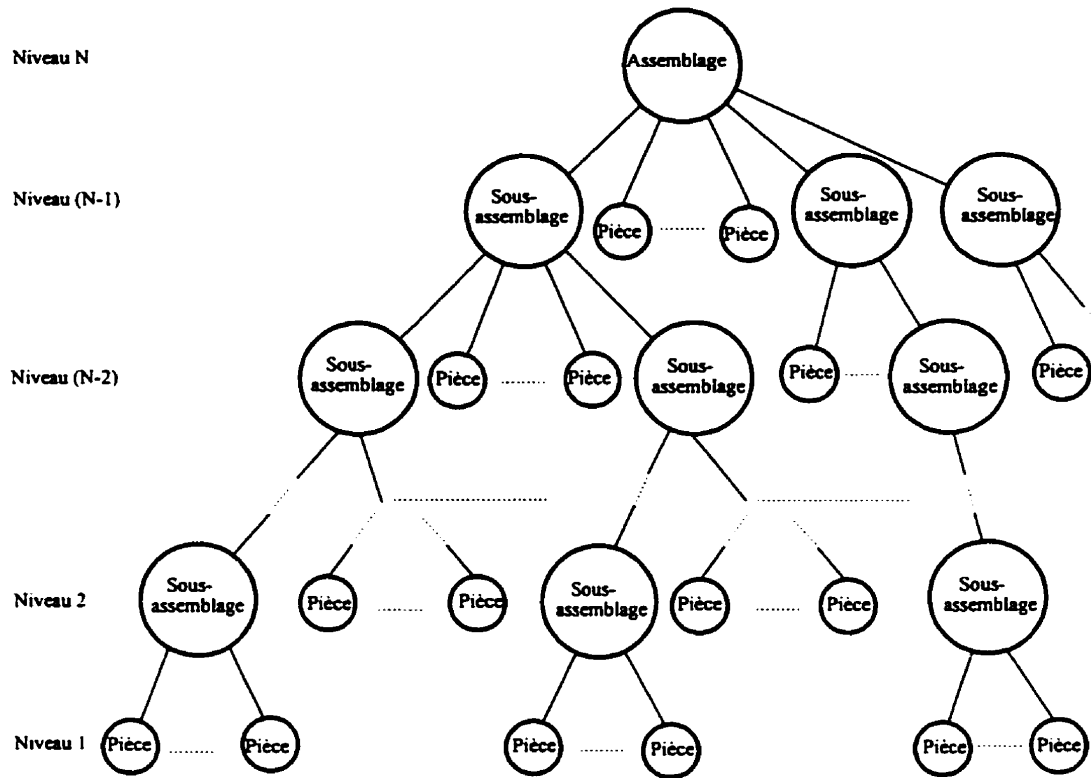 Niveau N
Assemblage
Niveau (N-1)
Sous-
assemblage
Pièce
Pièce
Sous-
assemblage
Sous-
assemblage
Niveau (N-2)
Sous-
assemblage
Pièce
Pièce
Sous-
assemblage
Pièce
Sous-
assemblage
Pièce
Niveau 2
Sous-
assemblage
Pièce
Pièce
Sous-
assemblage
Pièce
Pièce
Sous-
assemblage
Niveau 1
Pièce
Pièce
Pièce
Pièce
Pièce
Pièce